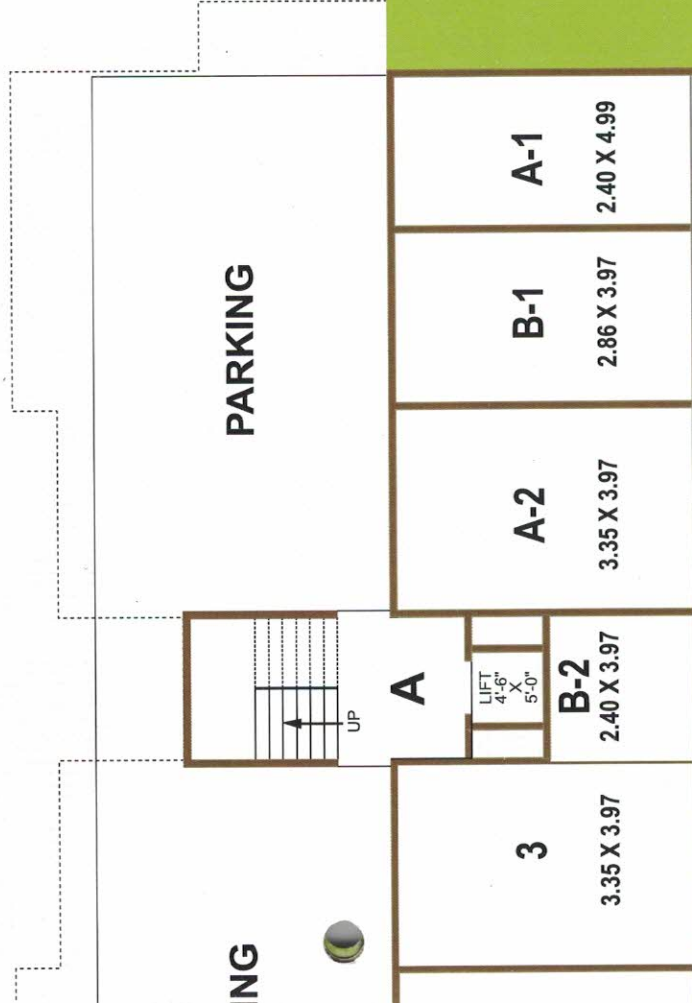 A-1
2.40 X 4.99
PARKING
B-1
2.86 X 3.97
A-2
3.35 X 3.97
UP
A
LIFT
4'-6"
X
5'-0"
B-2
2.40 X 3.97
3
3.35 X 3.97
NG